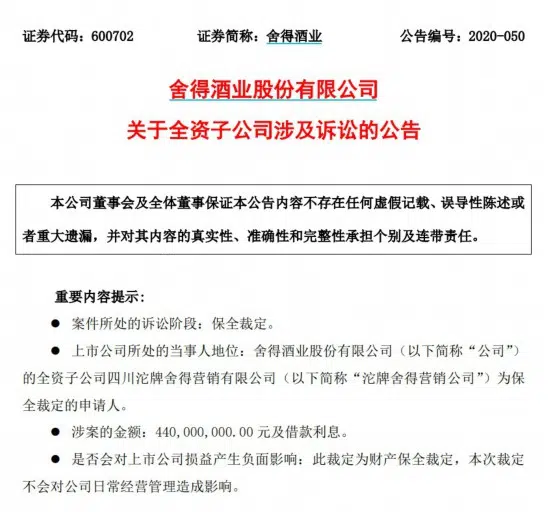 证券代码：600702 证券简称：舍得酒业 公告编号：2020-050
舍得酒业股份有限公司
关于全资子公司涉及诉讼的公告
本公司董事会及全体董事保证本公告内容不存在任何虚假记载、误导性陈述或
者重大遗漏，并对其内容的真实性、准确性和完整性承担个别及连带责任。
重要内容提示：
● 案件所处的诉讼阶段：保全裁定。
● 上市公司所处的当事人地位：舍得酒业股份有限公司（以下简称“公司”）
的全资子公司四川沱牌舍得营销有限公司（以下简称“沱牌舍得营销公司”）为保
全裁定的申请人。
● 涉案的金额：440,000,000.00 元及借款利息。
● 是否会对上市公司损益产生负面影响：此裁定为财产保全裁定，本次裁定
不会对公司日常经营管理造成影响。